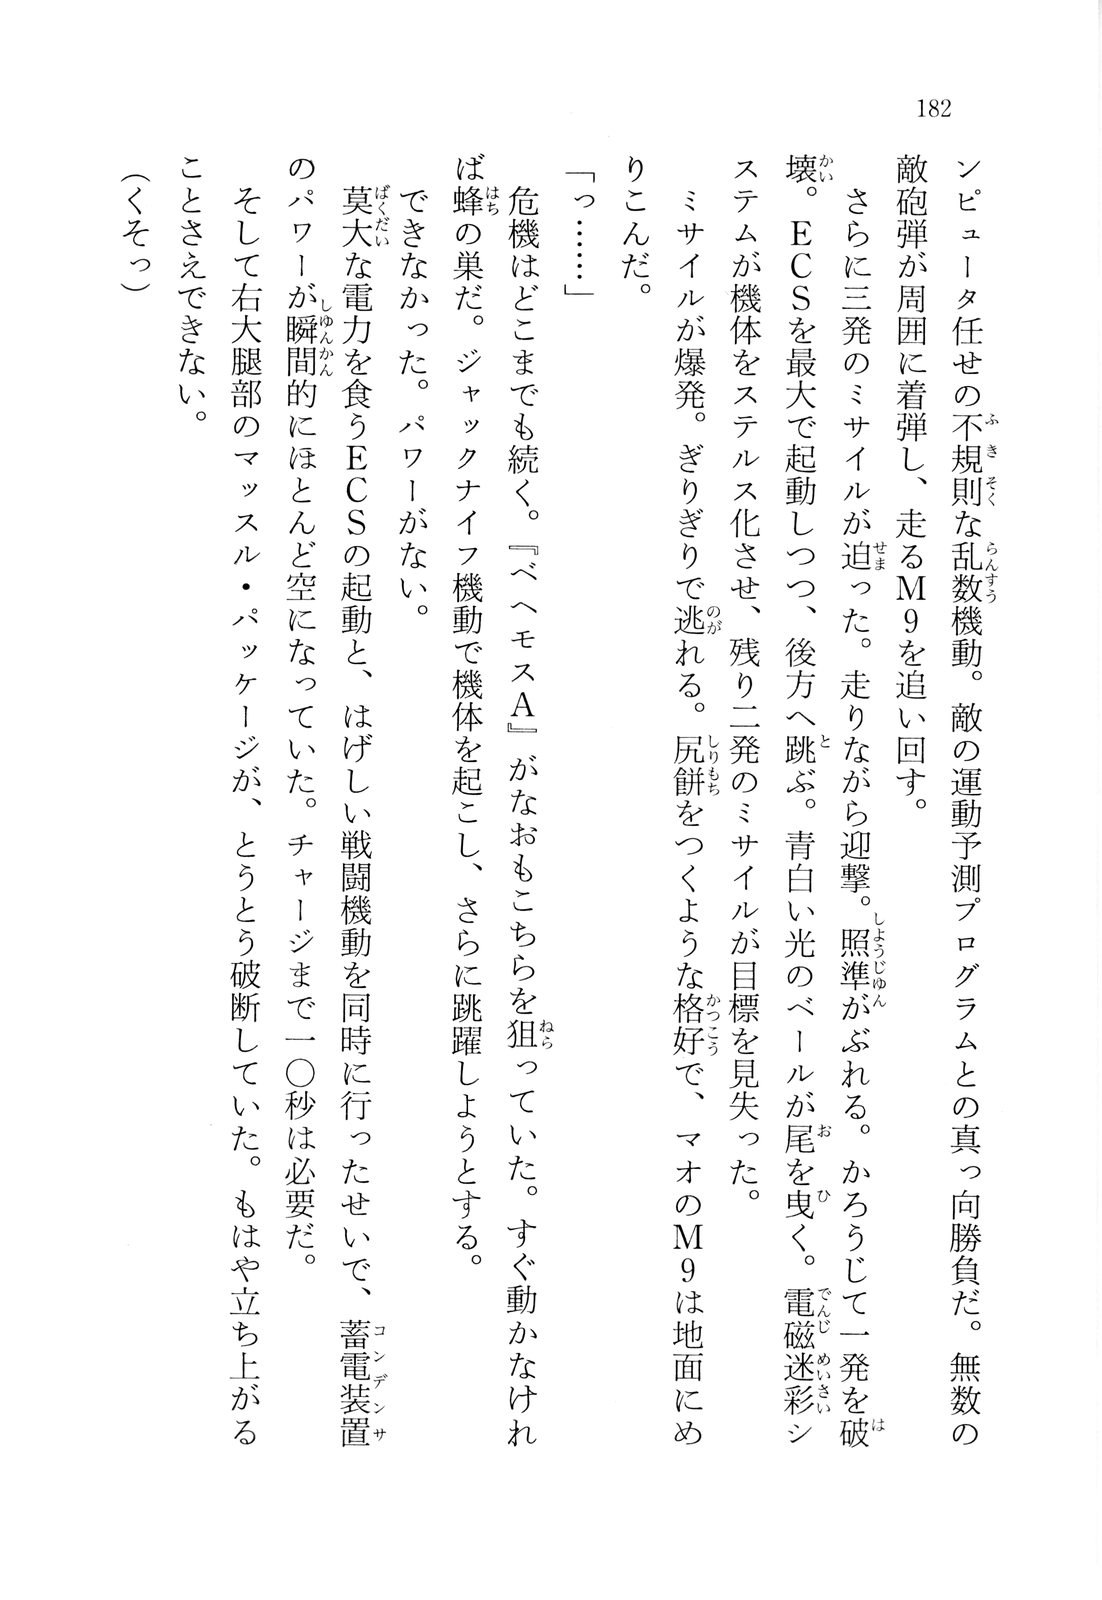 182
ンピュータ任せの不規則な乱数機動。敵の運動予測プログラムとの真っ向勝負だ。無数の
敵砲弾が周囲に着弾し、走るM9を追い回す。
さらに三発のミサイルが迫った。走りながら迎撃。照準がぶれる。かろうじて一発を破
壊。ECSを最大で起動しつつ、後方へ跳ぶ。青白い光のベールが尾を曳く。電磁迷彩シ
ステムが機体をステルス化させ、残り二発のミサイルが目標を見失った。
ミサイルが爆発。ぎりぎりで逃れる。尻餅をつくような格好で、マオのM9は地面にめ
りこんだ。
「っ……」
危機はどこまでも続く。『ベヘモスA』がなおもこちらを狙っていた。すぐ動かなけれ
ば蜂の巣だ。ジャックナイフ機動で機体を起こし、さらに跳躍しようとする。
できなかった。パワーがない。
莫大な電力を食うECSの起動と、はげしい戦闘機動を同時に行ったせいで、蓄電装置
のパワーが瞬間的にほとんど空になっていた。チャージまで一〇秒は必要だ。
そして右大腿部のマッスル・パッケージが、とうとう破断していた。もはや立ち上がる
ことさえできない。
（くそっ）